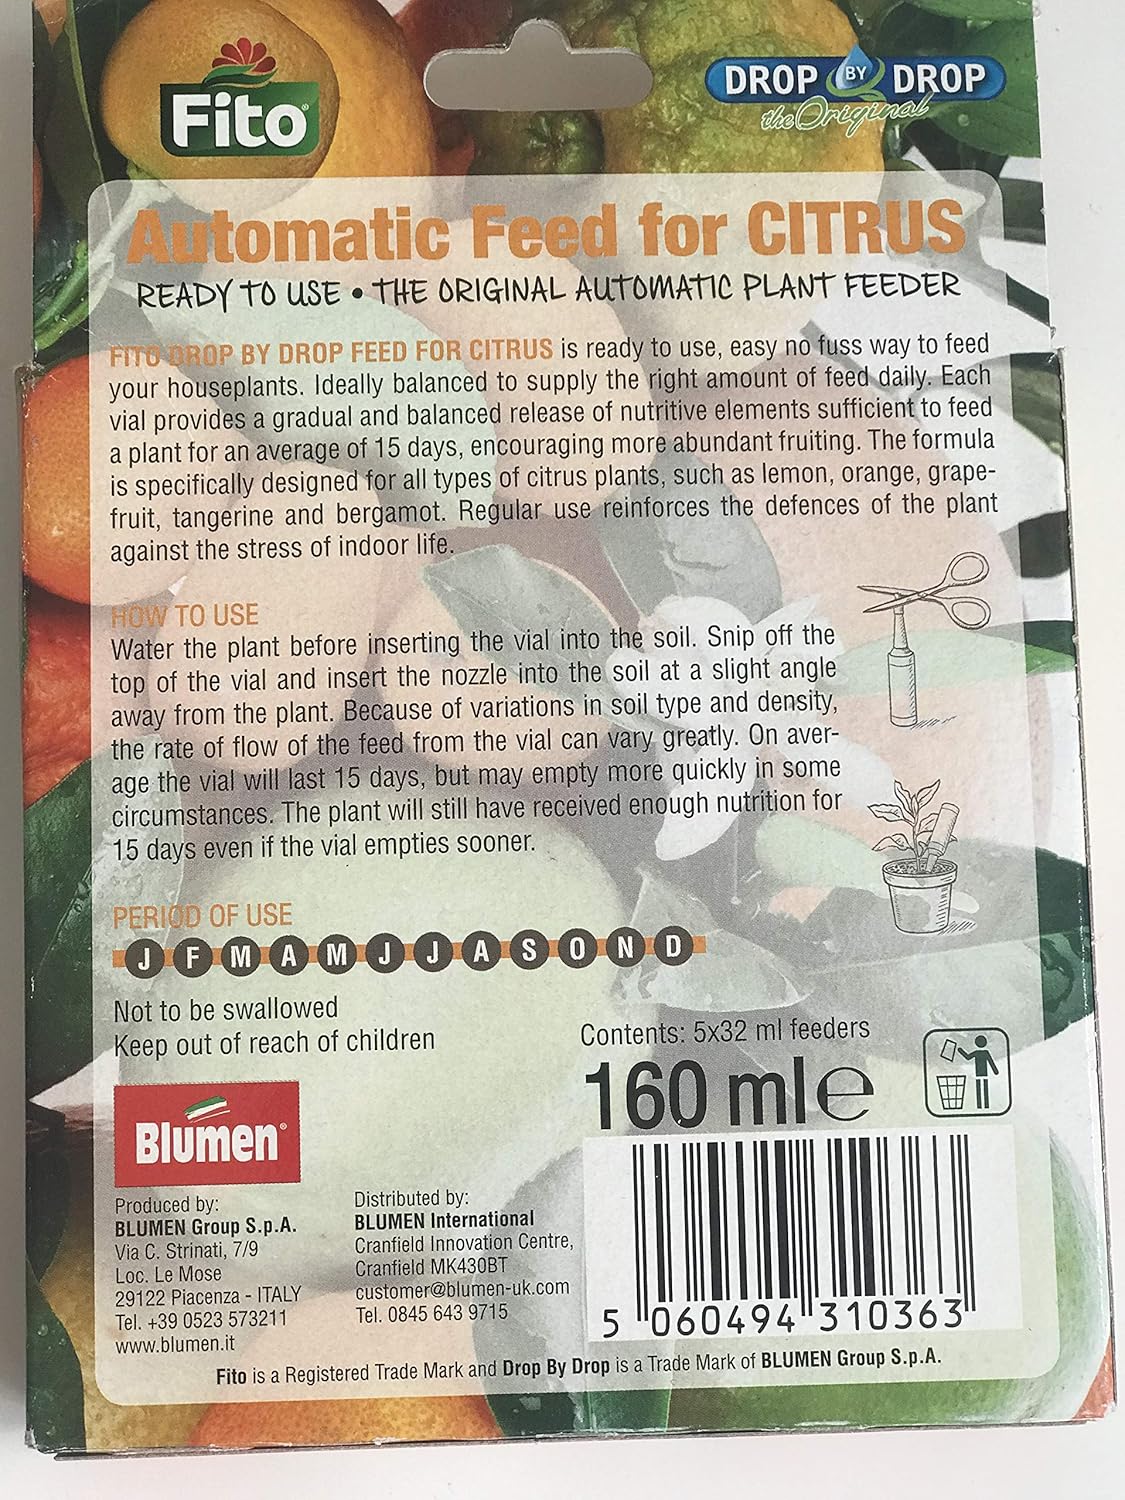 Fito®
DROP BY DROP
the Original
Automatic Feed for CITRUS
READY TO USE • THE ORIGINAL AUTOMATIC PLANT FEEDER
FITO DROP BY DROP FEED FOR CITRUS is ready to use, easy no fuss way to feed
your houseplants. Ideally balanced to supply the right amount of feed daily. Each
vial provides a gradual and balanced release of nutritive elements sufficient to feed
a plant for an average of 15 days, encouraging more abundant fruiting. The formula
is specifically designed for all types of citrus plants, such as lemon, orange, grape-
fruit, tangerine and bergamot. Regular use reinforces the defences of the plant
against the stress of indoor life.
HOW TO USE
Water the plant before inserting the vial into the soil. Snip off the
top of the vial and insert the nozzle into the soil at a slight angle
away from the plant. Because of variations in soil type and density,
the rate of flow of the feed from the vial can vary greatly. On aver-
age the vial will last 15 days, but may empty more quickly in some
circumstances. The plant will still have received enough nutrition for
15 days even if the vial empties sooner.
PERIOD OF USE
J F M A M J J A S O N D
Not to be swallowed
Keep out of reach of children
Contents: 5x32 ml feeders
160 ml e
Blumen®
Produced by:
BLUMEN Group S.p.A.
Via C. Strinati, 7/9
Loc. Le Mose
29122 Piacenza - ITALY
Tel. +39 0523 573211
www.blumen.it
Distributed by:
BLUMEN International
Cranfield Innovation Centre,
Cranfield MK430BT
customer@blumen-uk.com
Tel. 0845 643 9715
5 060494 310363
Fito is a Registered Trade Mark and Drop By Drop is a Trade Mark of BLUMEN Group S.p.A.